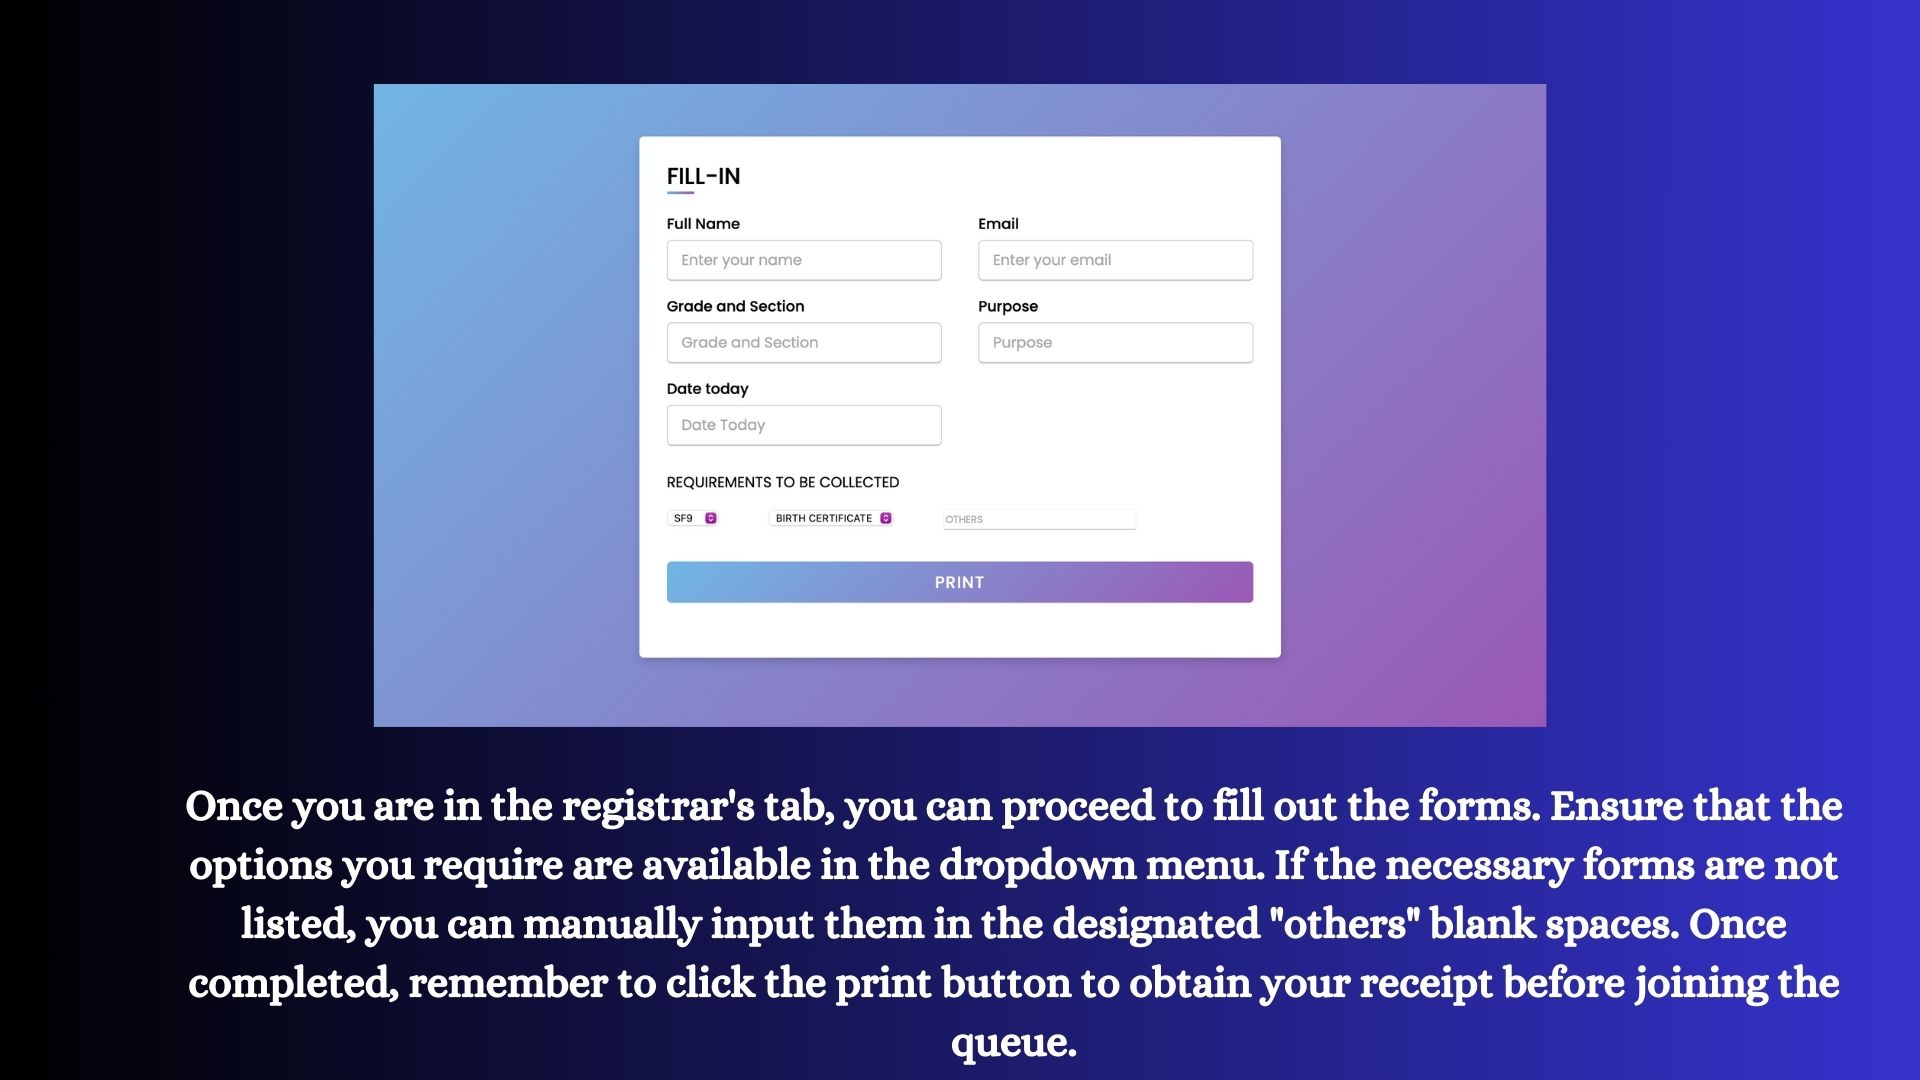 FILL-IN
Full Name
Email
Enter your name
Enter your email
Grade and Section
Purpose
Grade and Section
Purpose
Date today
Date Today
REQUIREMENTS TO BE COLLECTED
SF9
BIRTH CERTIFICATE
OTHERS
PRINT
Once you are in the registrar's tab, you can proceed to fill out the forms. Ensure that the
options you require are available in the dropdown menu. If the necessary forms are not
listed, you can manually input them in the designated "others" blank spaces. Once
completed, remember to click the print button to obtain your receipt before joining the
queue.